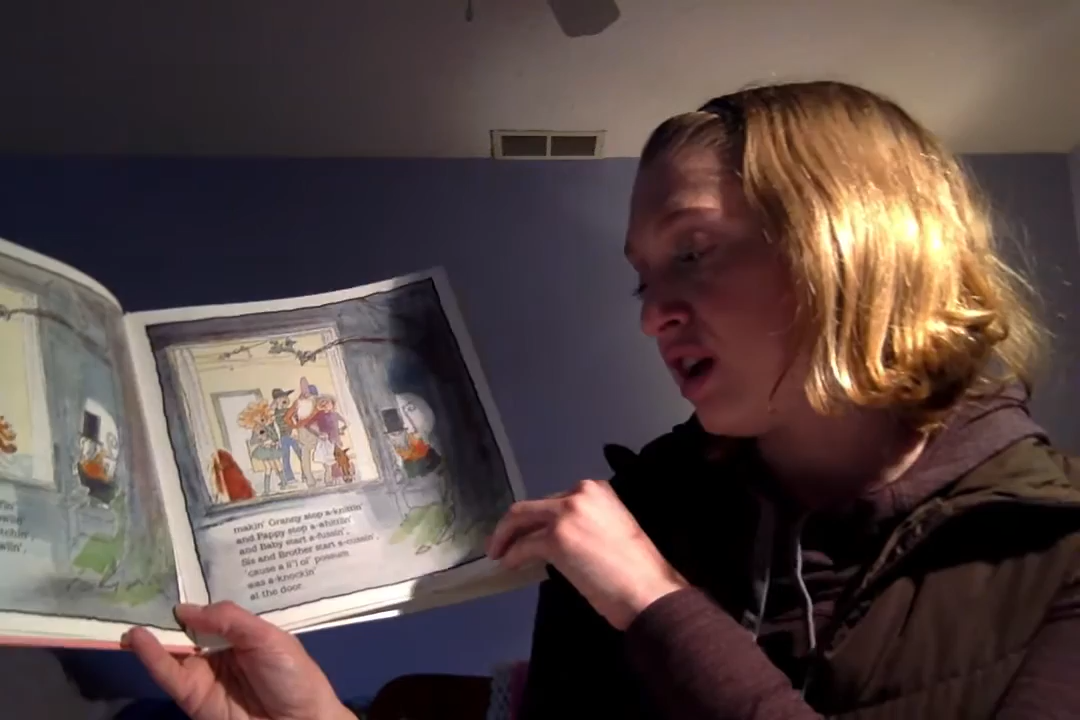 makin' Granny stop a-knittin'
and Pappy stop a-whittlin'
and Baby start a-fussin',
Sis and Brother start a-cussin',
'cause a li'l ol' possum
was a-knockin'
at the door.